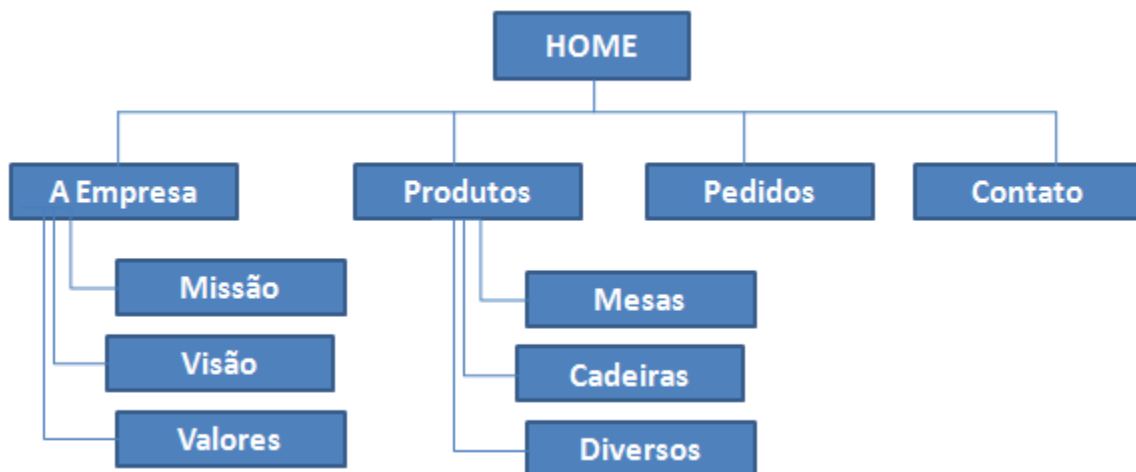 HOME
A Empresa
Produtos
Pedidos
Contato
Missão
Visão
Valores
Mesas
Cadeiras
Diversos